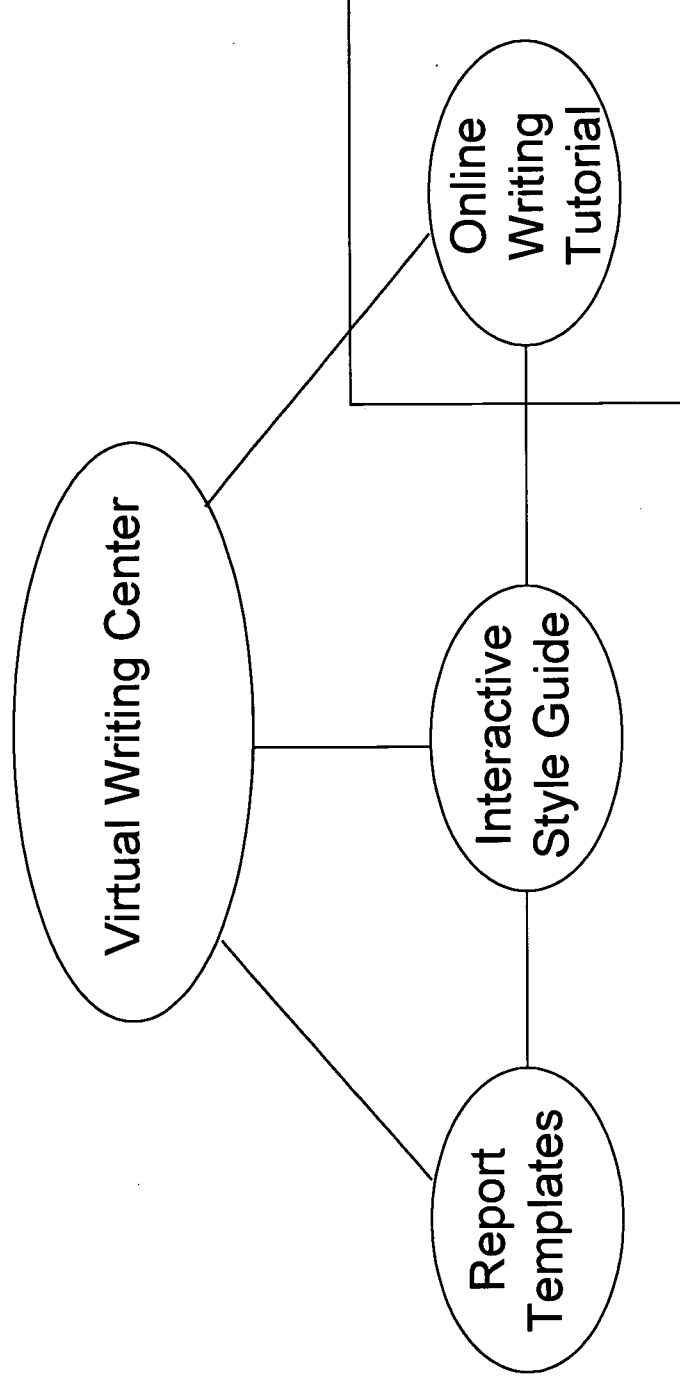 Virtual Writing Center
Report
Templates
Interactive
Style Guide
Online
Writing
Tutorial